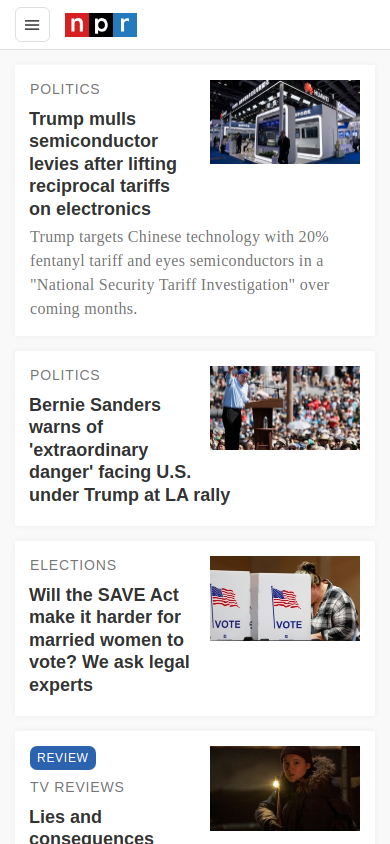 npr
POLITICS
Trump mulls
semiconductor
levies after lifting
reciprocal tariffs
on electronics
HUAWEI
Trump targets Chinese technology with 20%
fentanyl tariff and eyes semiconductors in a
"National Security Tariff Investigation" over
coming months.
POLITICS
Bernie Sanders
warns of
'extraordinary
danger' facing U.S.
under Trump at LA rally
ELECTIONS
Will the SAVE Act
make it harder for
married women to
vote? We ask legal
experts
VOTE VOTE
REVIEW
TV REVIEWS
Lies and
consequences